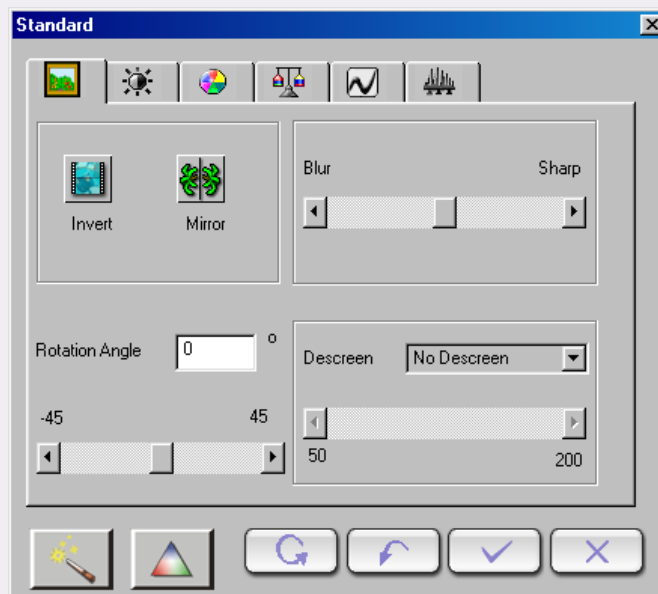 Standard
Invert Mirror
Blur Sharp
Rotation Angle 0 o
-45 45
Descreen No Descreen
50 200